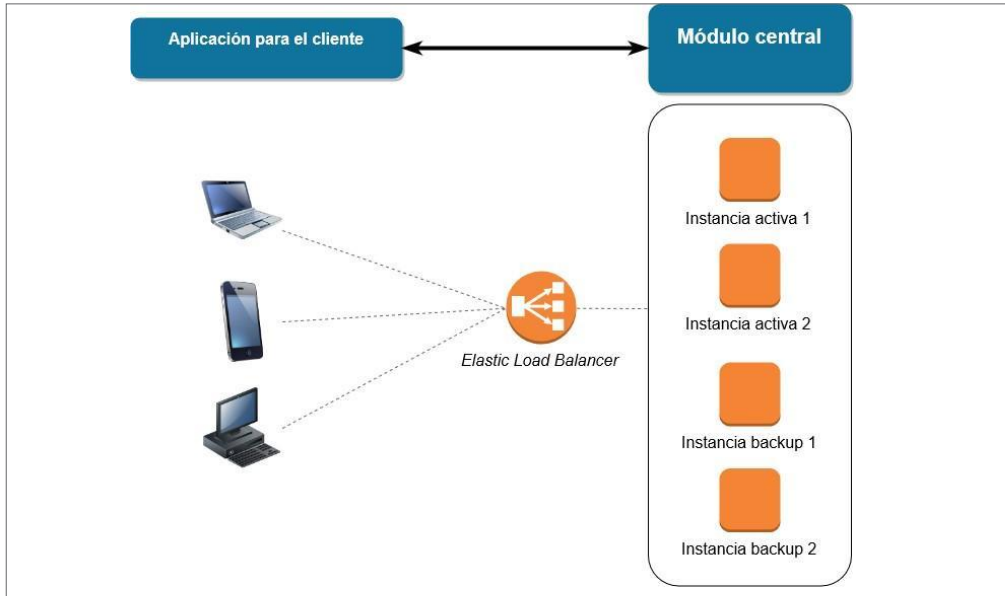 Aplicación para el cliente
Módulo central
Instancia activa 1
Instancia activa 2
Elastic Load Balancer
Instancia backup 1
Instancia backup 2